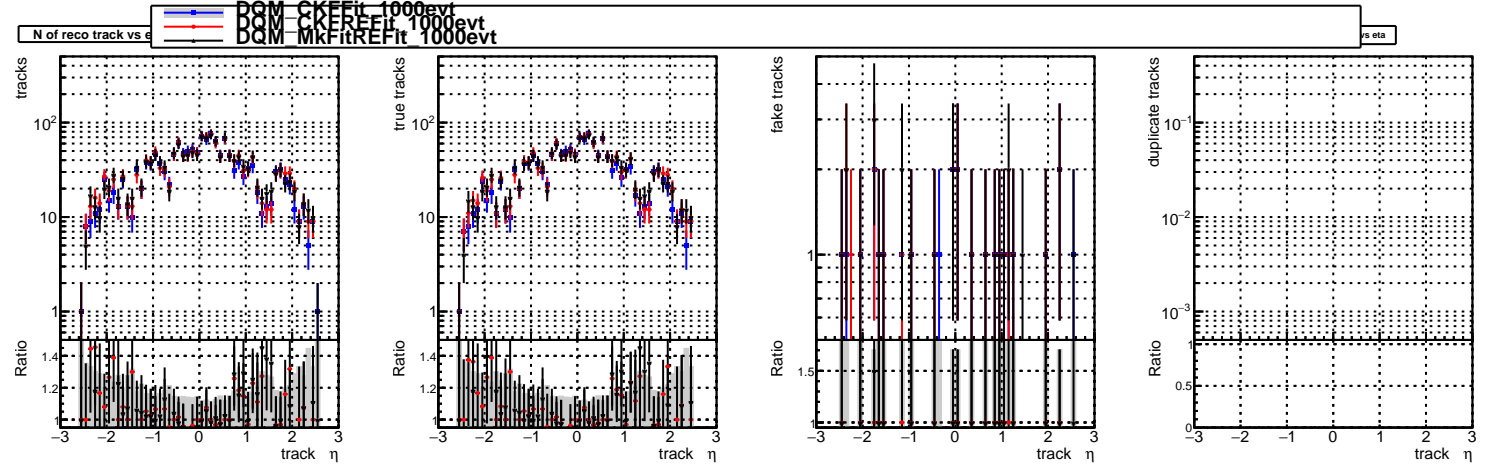 DQM_CKFFit_1000evt
DQM_CKFREFit_1000evt
DQM_MkFitREFit_1000evt
N of reco track vs e
vs eta
tracks
10²
10
1
Ratio
1.4
1.2
1
−3 −2 −1 0 1 2 3
track η
true tracks
10²
10
1
Ratio
1.4
1.2
1
−3 −2 −1 0 1 2 3
track η
fake tracks
1
Ratio
1.5
1
−3 −2 −1 0 1 2 3
track η
duplicate tracks
10⁻¹
10⁻²
10⁻³
Ratio
1
0.5
0
−3 −2 −1 0 1 2 3
track η